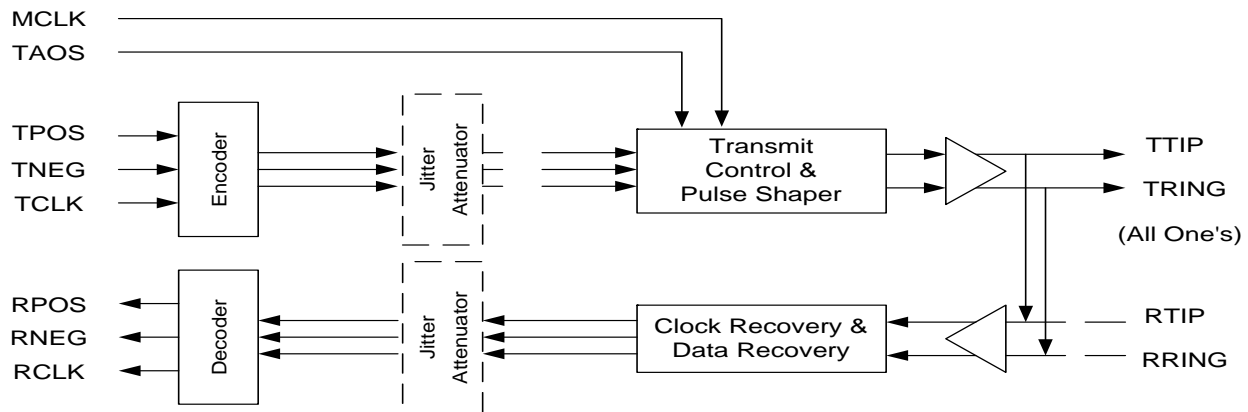 MCLK
TAOS
TPOS
TNEG
TCLK
Encoder
Jitter
Attenuator
Transmit
Control &
Pulse Shaper
TTIP
TRING
(All One's)
RPOS
RNEG
RCLK
Decoder
Jitter
Attenuator
Clock Recovery &
Data Recovery
RTIP
RRING